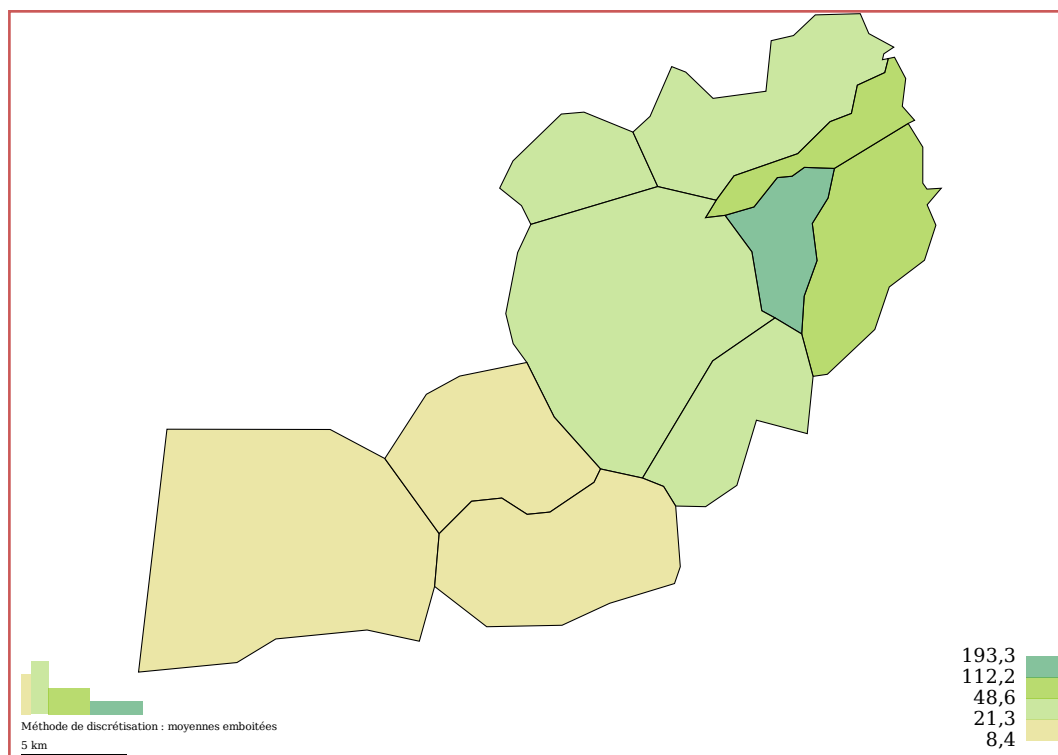 193,3
112,2
48,6
21,3
8,4
Méthode de discrétisation : moyennes emboitées
5 km